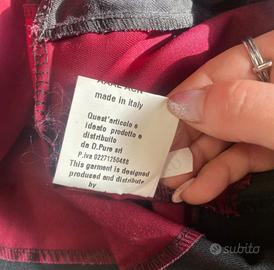 made in italy
Quest'articolo e
ideato prodotto e
distribuito
da D.Pure srl
P.iva 02271250488
This garment is designed
produced and distribute
by
subito